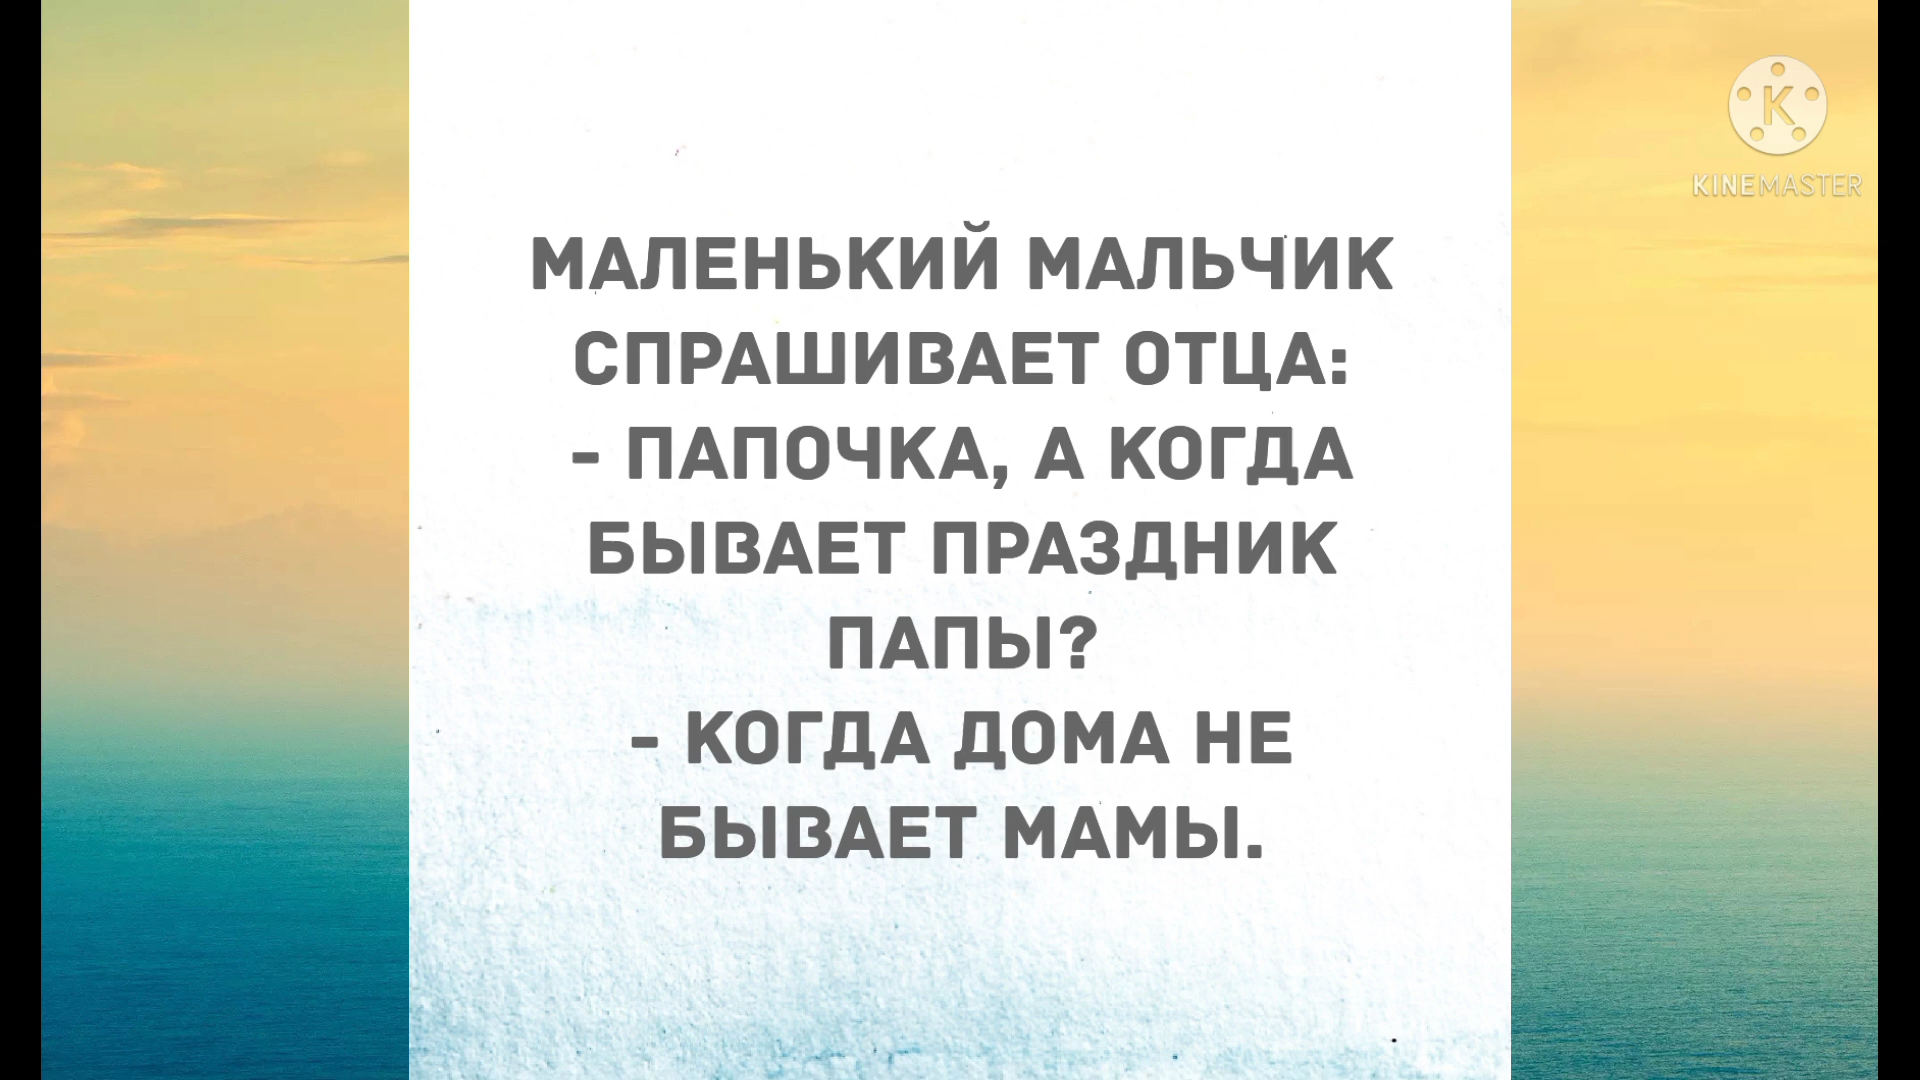 МАЛЕНЬКИЙ МАЛЬЧИК
СПРАШИВАЕТ ОТЦА:
- ПАПОЧКА, А КОГДА
БЫВАЕТ ПРАЗДНИК
ПАПЫ?
- КОГДА ДОМА НЕ
БЫВАЕТ МАМЫ.
K
KINEMASTER